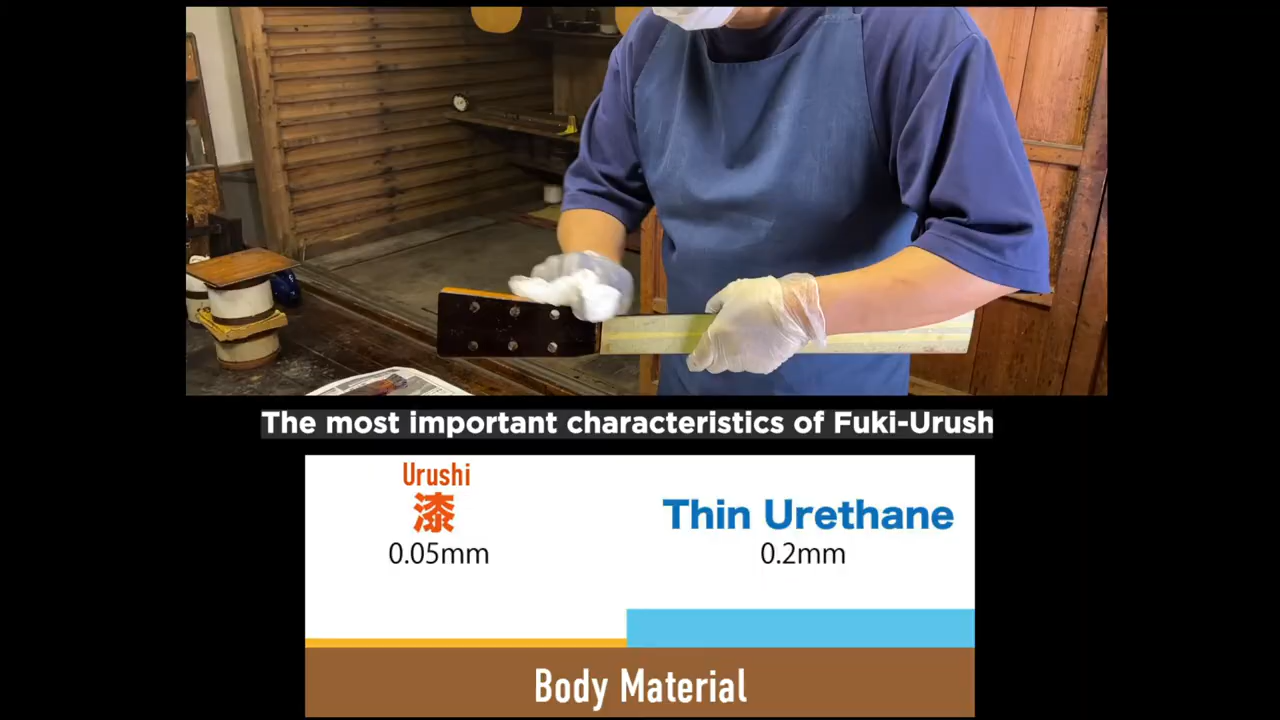 The most important characteristics of Fuki-Urush
Urushi
漆
0.05mm
Thin Urethane
0.2mm
Body Material